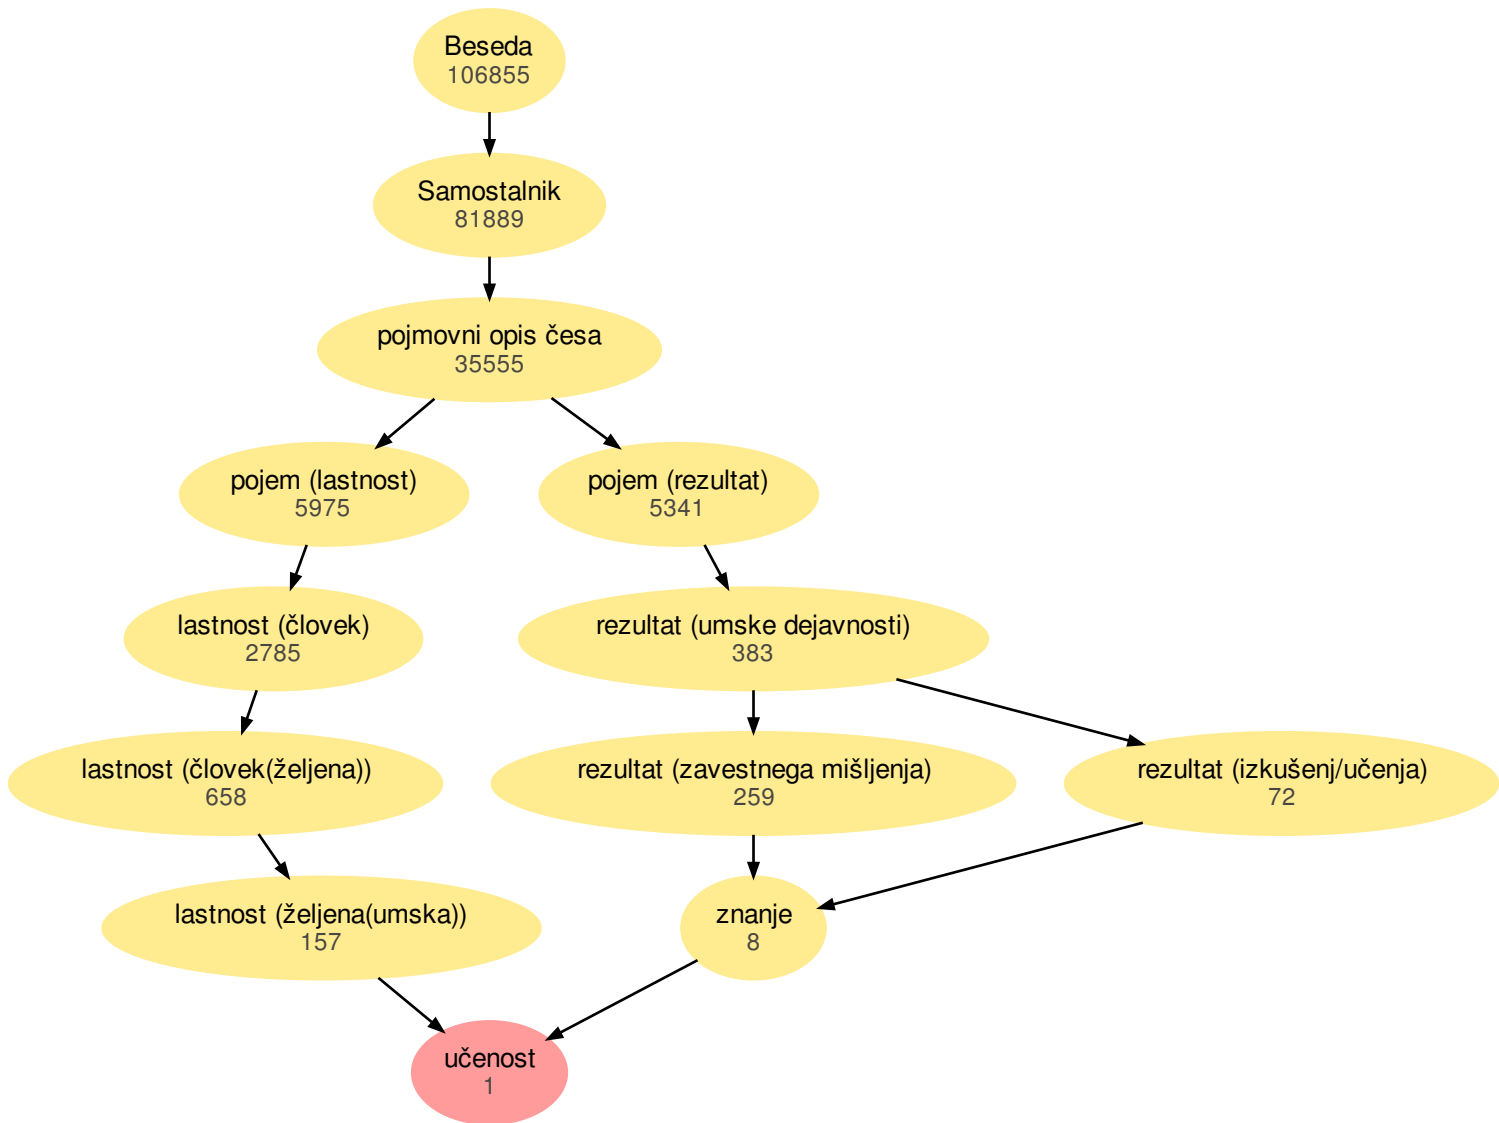 Beseda
106855
Samostalnik
81889
pojmovni opis česa
35555
pojem (lastnost)
5975
pojem (rezultat)
5341
lastnost (človek)
2785
rezultat (umske dejavnosti)
383
lastnost (človek(željena))
658
rezultat (zavestnega mišljenja)
259
rezultat (izkušenj/učenja)
72
lastnost (željena(umska))
157
znanje
8
učenost
1